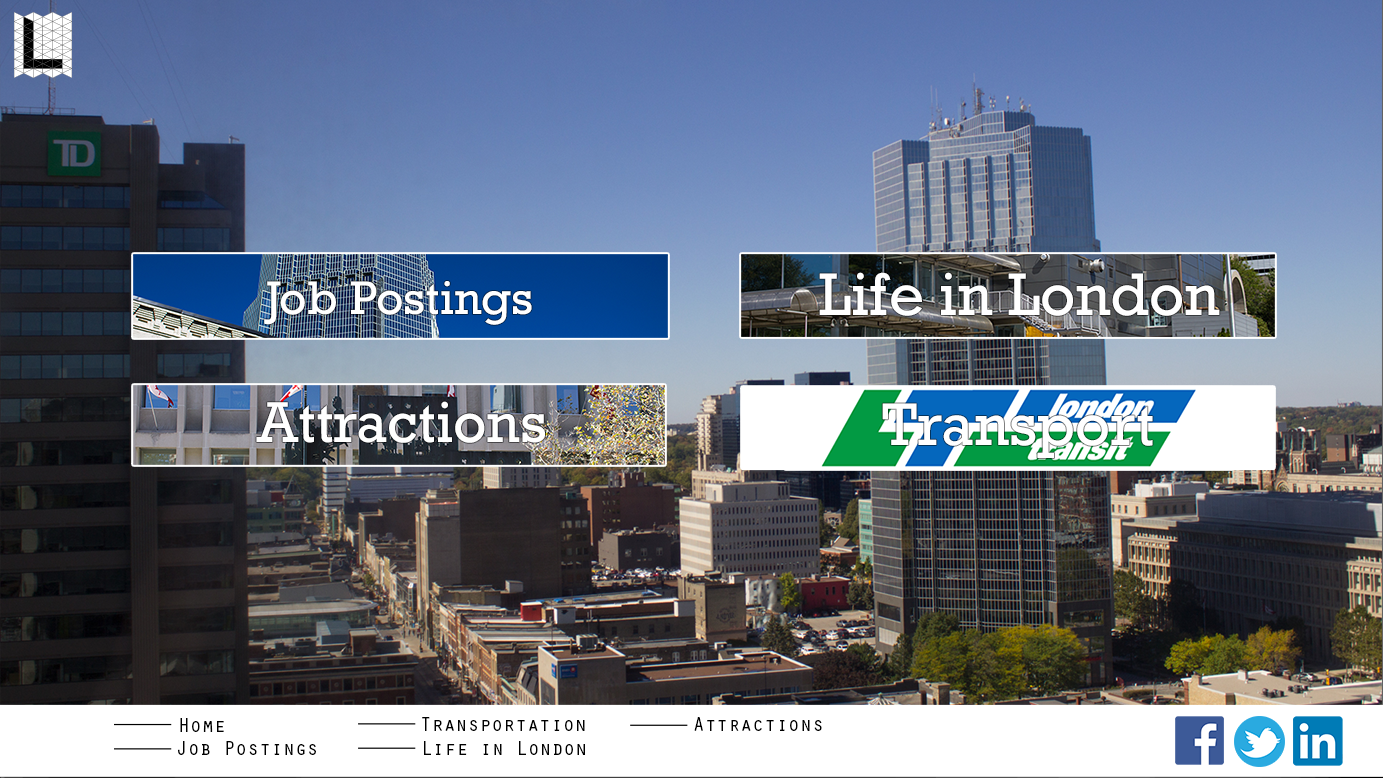 L
TD
Job Postings
Life in London
Attractions
Transport
london
transit
HOME
TRANSPORTATION
ATTRACTIONS
JOB POSTINGS
LIFE IN LONDON
f
in